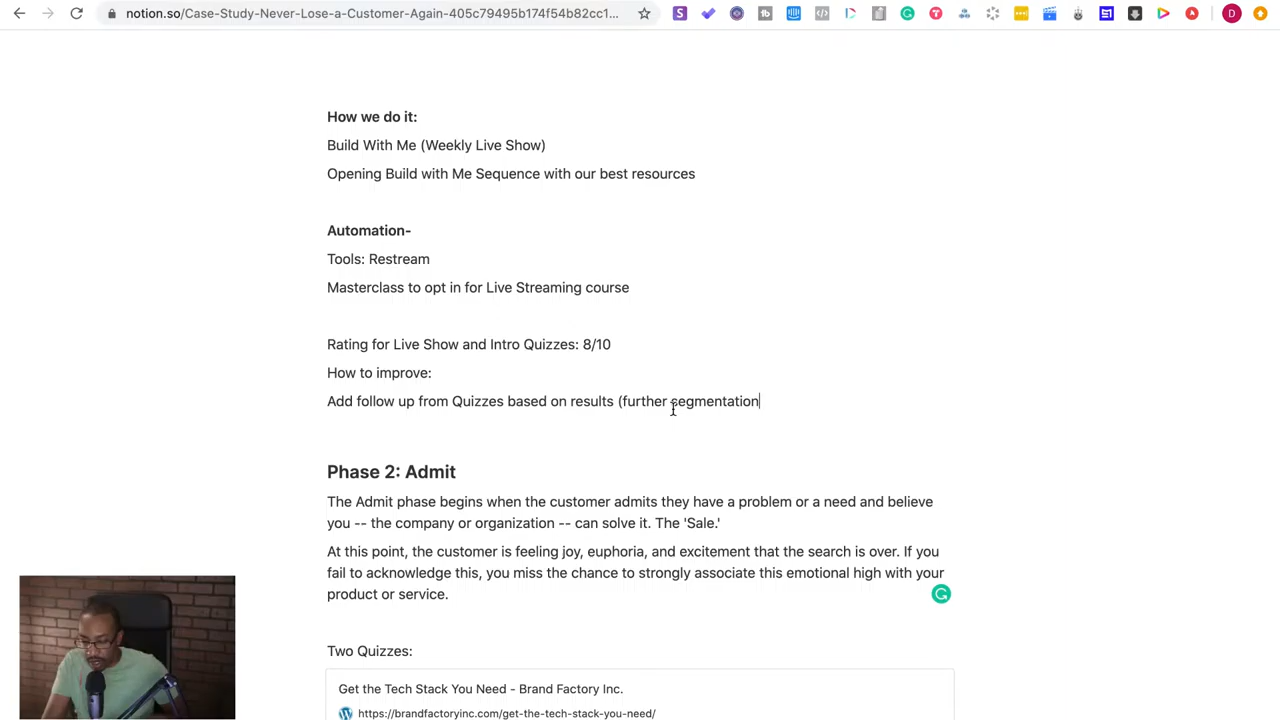 notion.so/Case-Study-Never-Lose-a-Customer-Again-405c79495b174f54b82cc1...
How we do it:
Build With Me (Weekly Live Show)
Opening Build with Me Sequence with our best resources
Automation-
Tools: Restream
Masterclass to opt in for Live Streaming course
Rating for Live Show and Intro Quizzes: 8/10
How to improve:
Add follow up from Quizzes based on results (further segmentation
Phase 2: Admit
The Admit phase begins when the customer admits they have a problem or a need and believe
you -- the company or organization -- can solve it. The 'Sale.'
At this point, the customer is feeling joy, euphoria, and excitement that the search is over. If you
fail to acknowledge this, you miss the chance to strongly associate this emotional high with your
product or service.
Two Quizzes:
Get the Tech Stack You Need - Brand Factory Inc.
https://brandfactoryinc.com/get-the-tech-stack-you-need/